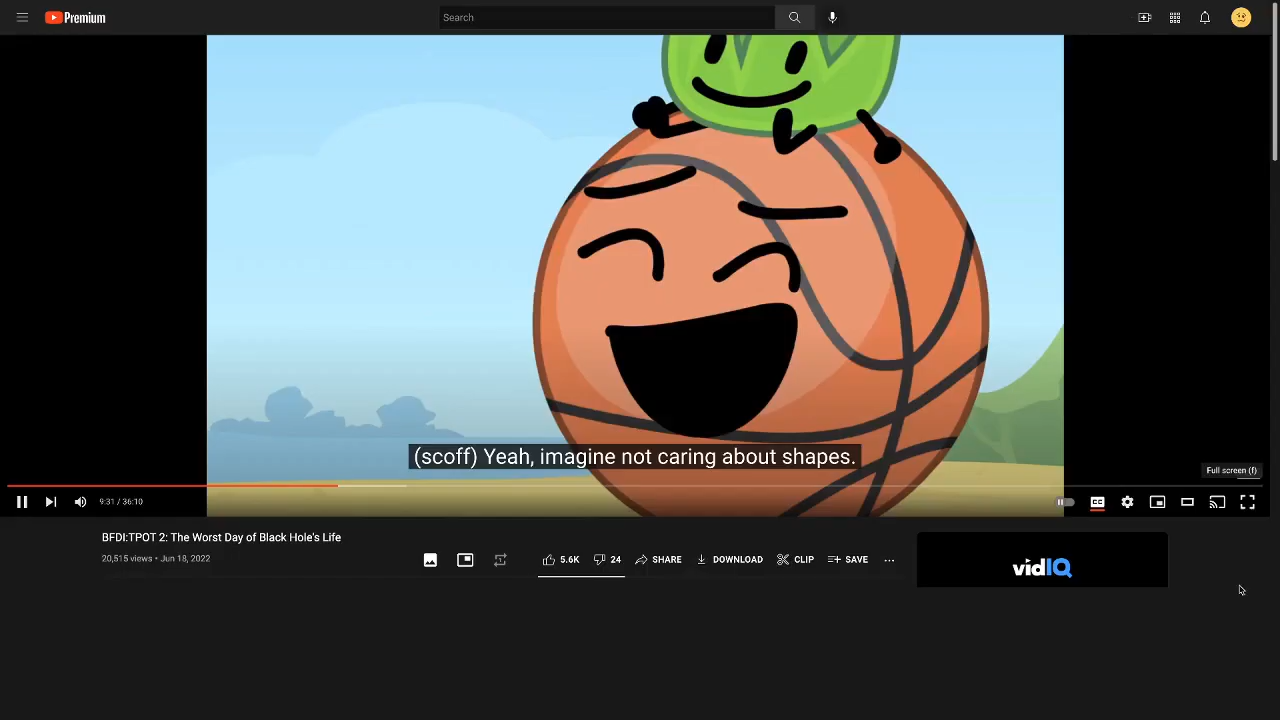 Premium
Search
(scoff) Yeah, imagine not caring about shapes.
Full screen (f)
9:31 / 36:10
CC
BFDI:TPOT 2: The Worst Day of Black Hole's Life
20,515 views • Jun 18, 2022
5.6K
24
SHARE
DOWNLOAD
CLIP
SAVE
vidIQ